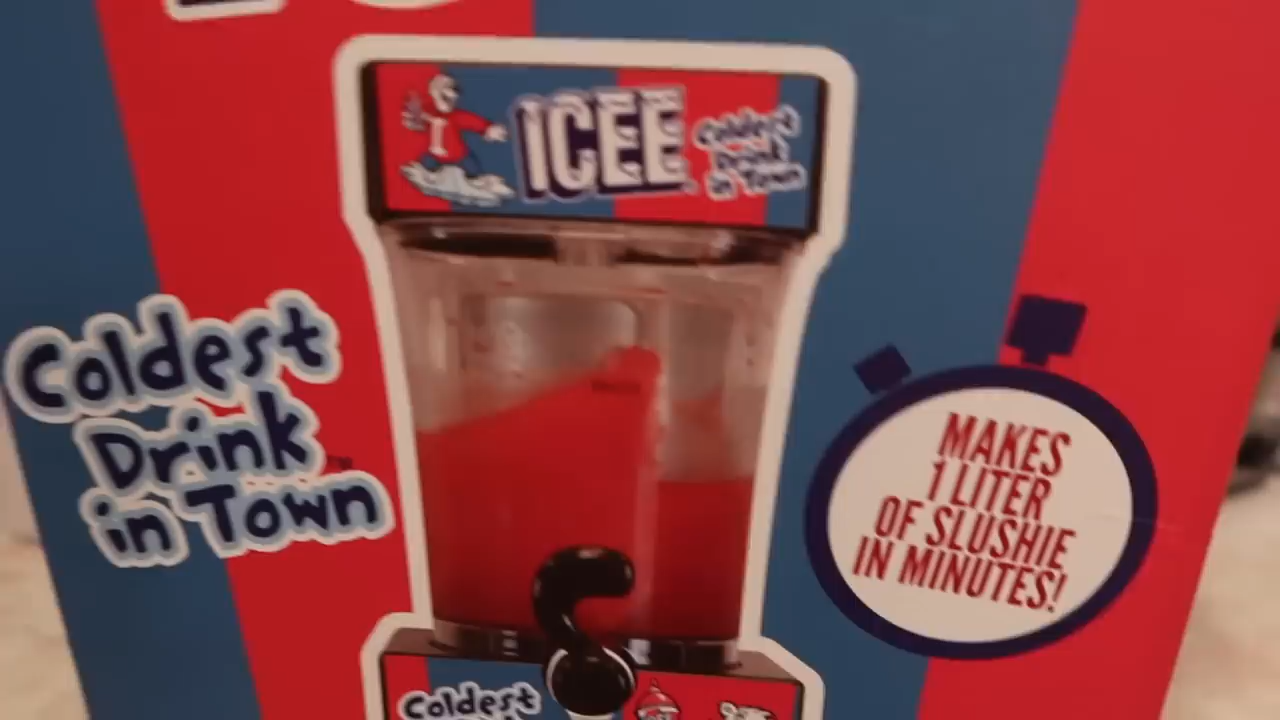 ICEE
Coldest
Drink
in Town
Coldest
Drink
in Town
MAKES
1 LITER
OF SLUSHIE
IN MINUTES!
Coldest